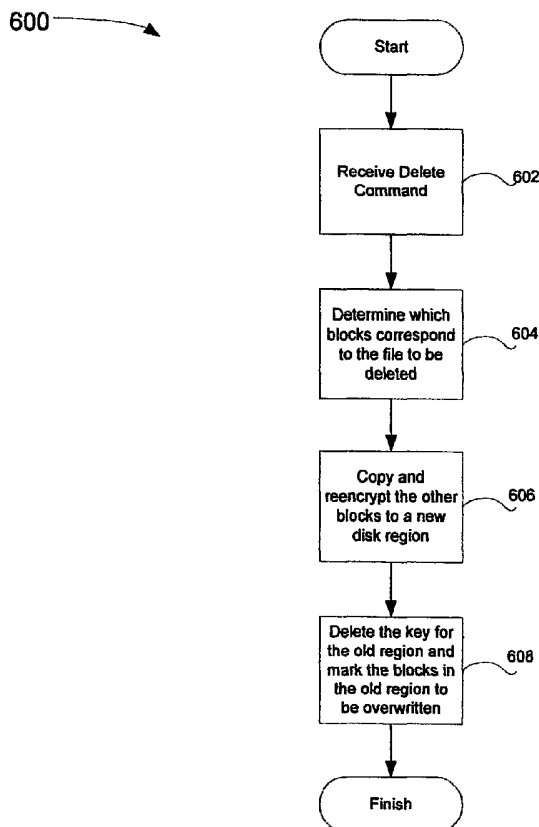 600
Start
Receive Delete
Command
602
Determine which
blocks correspond
to the file to be
deleted
604
Copy and
reencrypt the other
blocks to a new
disk region
606
Delete the key for
the old region and
mark the blocks in
the old region to
be overwritten
608
Finish